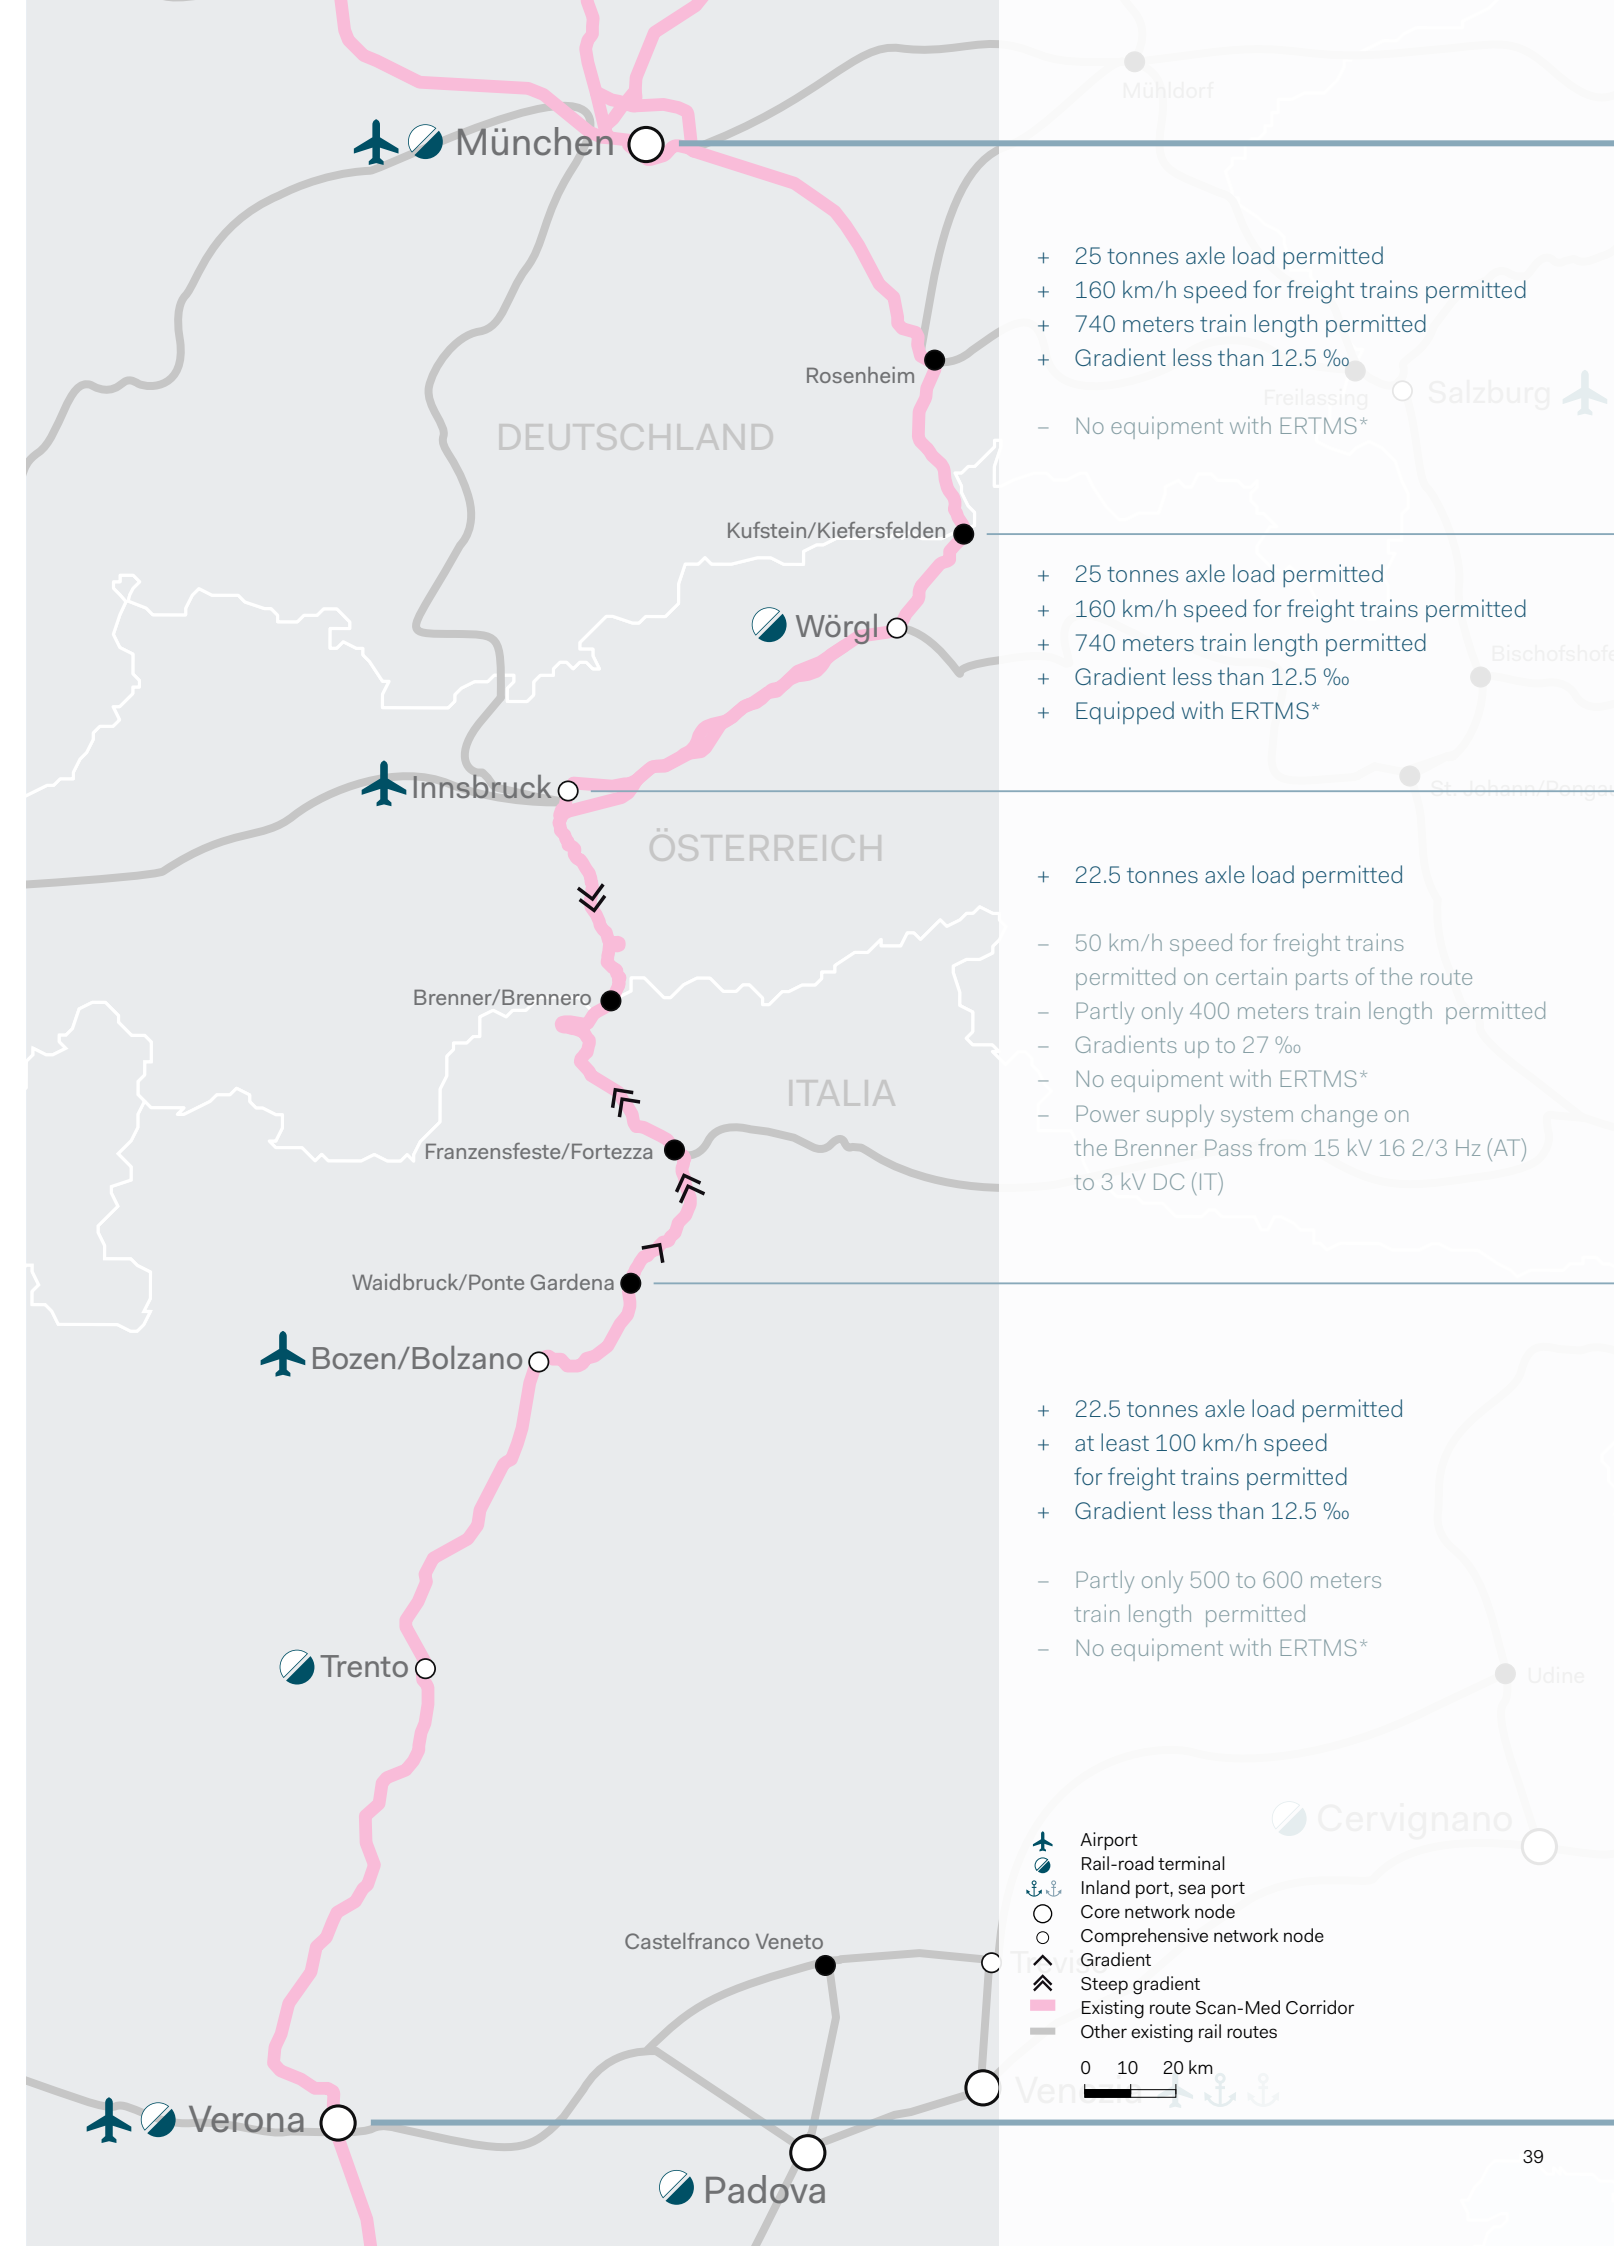 Mühldorf
München
+ 25 tonnes axle load permitted
+ 160 km/h speed for freight trains permitted
+ 740 meters train length permitted
+ Gradient less than 12.5 ‰
Rosenheim
Freilassing
Salzburg
– No equipment with ERTMS*
DEUTSCHLAND
Kufstein/Kiefersfelden
+ 25 tonnes axle load permitted
+ 160 km/h speed for freight trains permitted
+ 740 meters train length permitted
+ Gradient less than 12.5 ‰
+ Equipped with ERTMS*
Wörgl
Bischofshofe
Innsbruck
St. Johann/Pongau
ÖSTERREICH
+ 22.5 tonnes axle load permitted
– 50 km/h speed for freight trains
permitted on certain parts of the route
– Partly only 400 meters train length permitted
– Gradients up to 27 ‰
– No equipment with ERTMS*
– Power supply system change on
the Brenner Pass from 15 kV 16 2/3 Hz (AT)
to 3 kV DC (IT)
Brenner/Brennero
ITALIA
Franzensfeste/Fortezza
Waidbruck/Ponte Gardena
Bozen/Bolzano
+ 22.5 tonnes axle load permitted
+ at least 100 km/h speed
for freight trains permitted
+ Gradient less than 12.5 ‰
– Partly only 500 to 600 meters
train length permitted
– No equipment with ERTMS*
Trento
Udine
Cervignano
Airport
Rail-road terminal
Inland port, sea port
Core network node
Comprehensive network node
Gradient
Steep gradient
Existing route Scan-Med Corridor
Other existing rail routes
0 10 20 km
Castelfranco Veneto
Treviso
Venezia
Verona
Padova
39